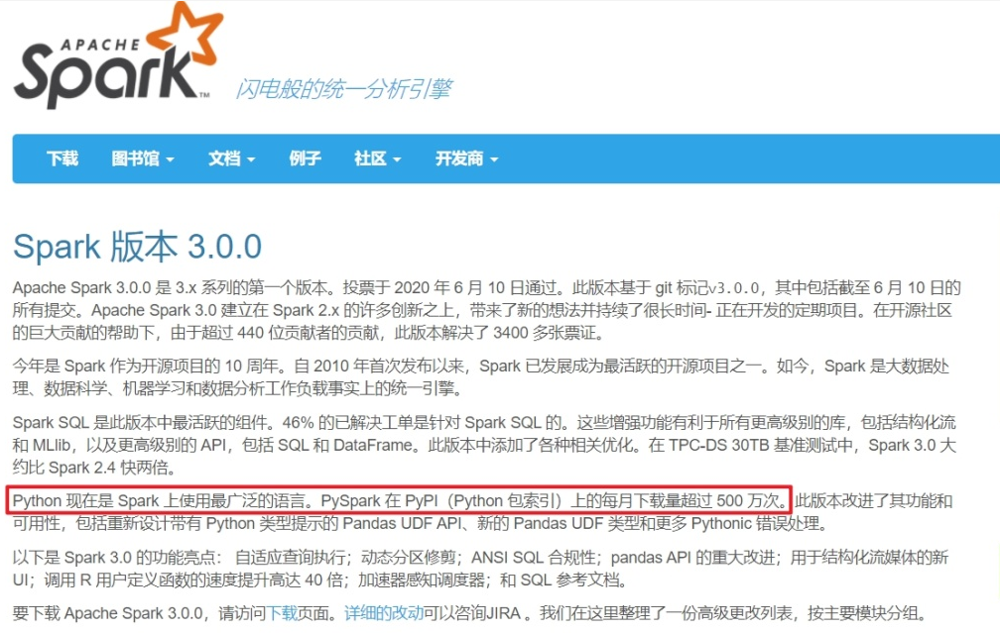 APACHE
Spark™
闪电般的统一分析引擎
下载 图书馆 文档 例子 社区 开发商
Spark 版本 3.0.0
Apache Spark 3.0.0 是 3.x 系列的第一个版本。投票于 2020 年 6 月 10 日通过。此版本基于 git 标记v3.0.0，其中包括截至 6 月 10 日的
所有提交。Apache Spark 3.0 建立在 Spark 2.x 的许多创新之上，带来了新的想法并持续了很长时间- 正在开发的定期项目。在开源社区
的巨大贡献的帮助下，由于超过 440 位贡献者的贡献，此版本解决了 3400 多张票证。
今年是 Spark 作为开源项目的 10 周年。自 2010 年首次发布以来，Spark 已发展成为最活跃的开源项目之一。如今，Spark 是大数据处
理、数据科学、机器学习和数据分析工作负载事实上的统一引擎。
Spark SQL 是此版本中最活跃的组件。46% 的已解决工单是针对 Spark SQL 的。这些增强功能有利于所有更高级别的库，包括结构化流
和 MLlib，以及更高级别的 API，包括 SQL 和 DataFrame。此版本中添加了各种相关优化。在 TPC-DS 30TB 基准测试中，Spark 3.0 大
约比 Spark 2.4 快两倍。
Python 现在是 Spark 上使用最广泛的语言。PySpark 在 PyPI（Python 包索引）上的每月下载量超过 500 万次。此版本改进了其功能和
可用性，包括重新设计带有 Python 类型提示的 Pandas UDF API、新的 Pandas UDF 类型和更多 Pythonic 错误处理。
以下是 Spark 3.0 的功能亮点： 自适应查询执行；动态分区修剪；ANSI SQL 合规性；pandas API 的重大改进；用于结构化流媒体的新
UI；调用 R 用户定义函数的速度提升高达 40 倍；加速器感知调度器；和 SQL 参考文档。
要下载 Apache Spark 3.0.0，请访问下载页面。详细的改动可以咨询JIRA 。我们在这里整理了一份高级更改列表，按主要模块分组。